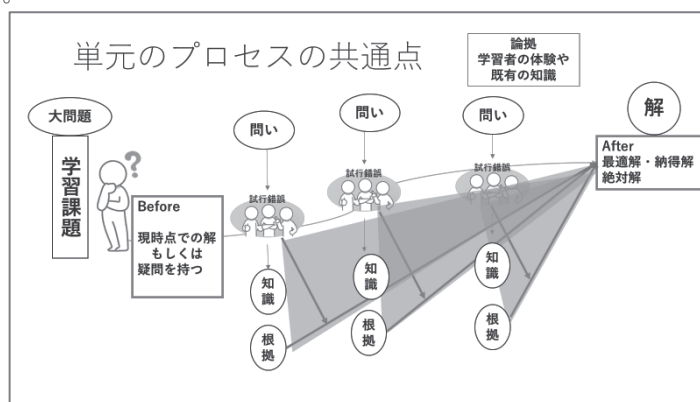 単元のプロセスの共通点
論拠
学習者の体験や
既有の知識
解
大問題
学習課題
?
Before
現時点での解
もしくは
疑問を持つ
問い
試行錯誤
知識
根拠
問い
試行錯誤
知識
根拠
問い
試行錯誤
知識
根拠
After
最適解・納得解
絶対解